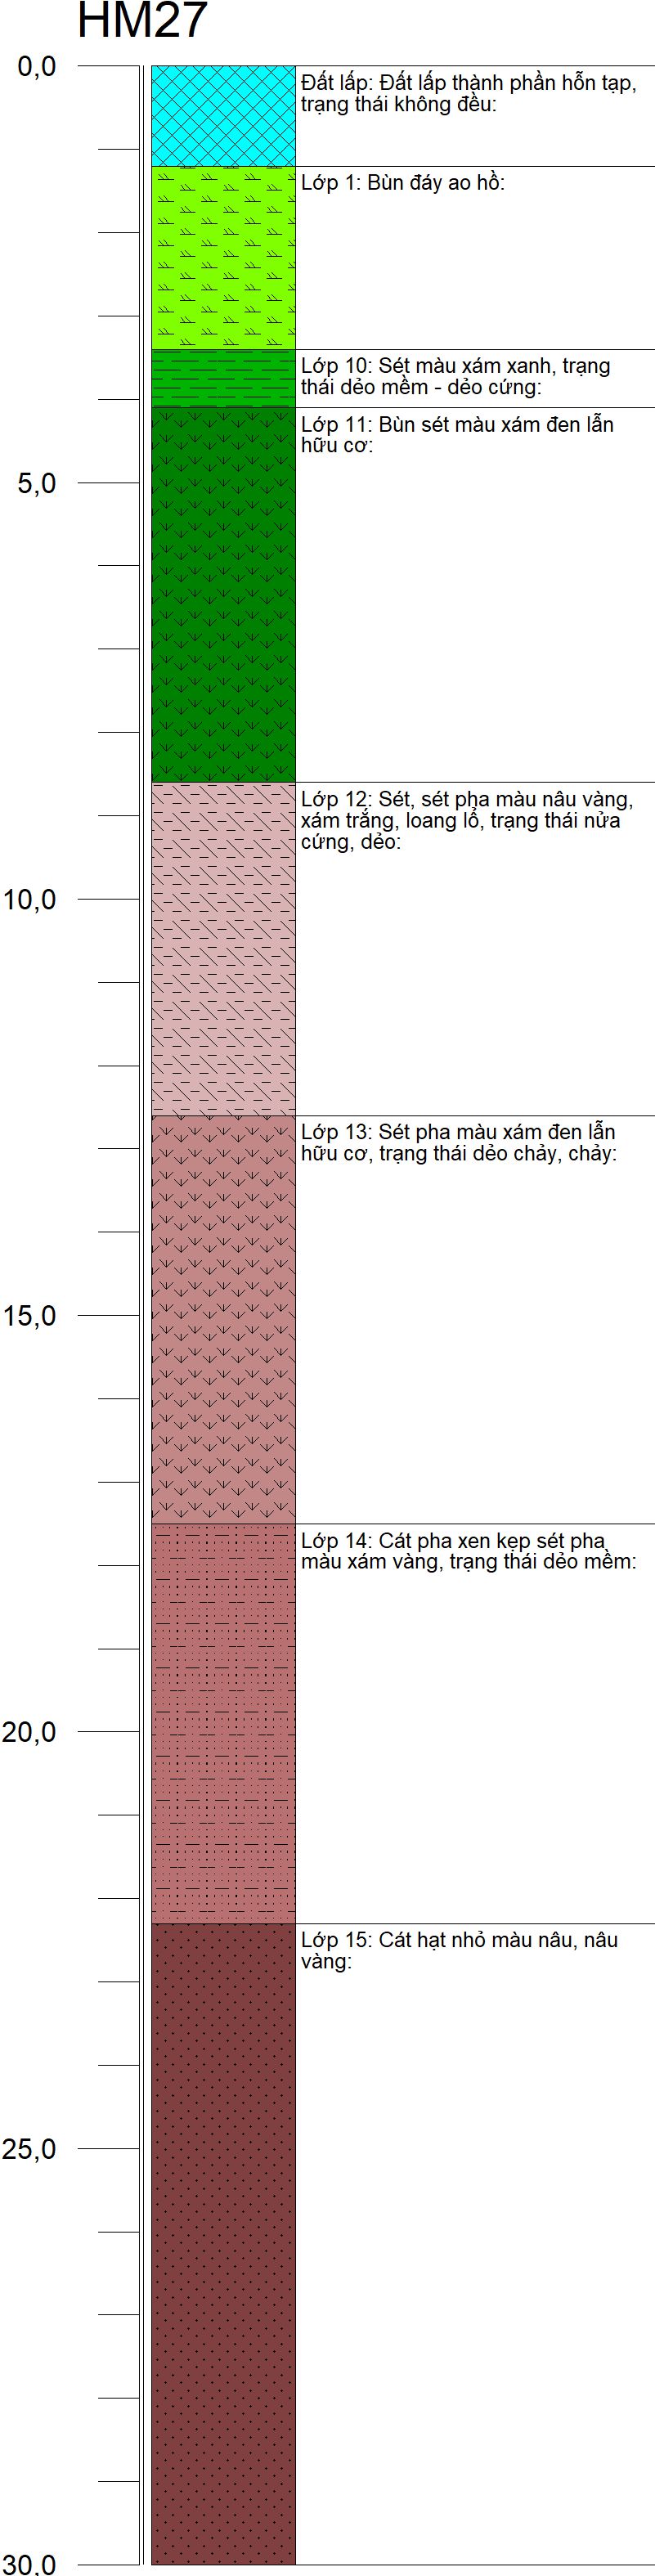 HM27
0,0
Đất lấp: Đất lấp thành phần hỗn tạp,
trạng thái không đều:
Lớp 1: Bùn đáy ao hồ:
Lớp 10: Sét màu xám xanh, trạng
thái dẻo mềm - dẻo cứng:
Lớp 11: Bùn sét màu xám đen lẫn
hữu cơ:
5,0
Lớp 12: Sét, sét pha màu nâu vàng,
xám trắng, loang lổ, trạng thái nửa
cứng, dẻo:
10,0
Lớp 13: Sét pha màu xám đen lẫn
hữu cơ, trạng thái dẻo chảy, chảy:
15,0
Lớp 14: Cát pha xen kẹp sét pha
màu xám vàng, trạng thái dẻo mềm:
20,0
Lớp 15: Cát hạt nhỏ màu nâu, nâu
vàng:
25,0
30,0